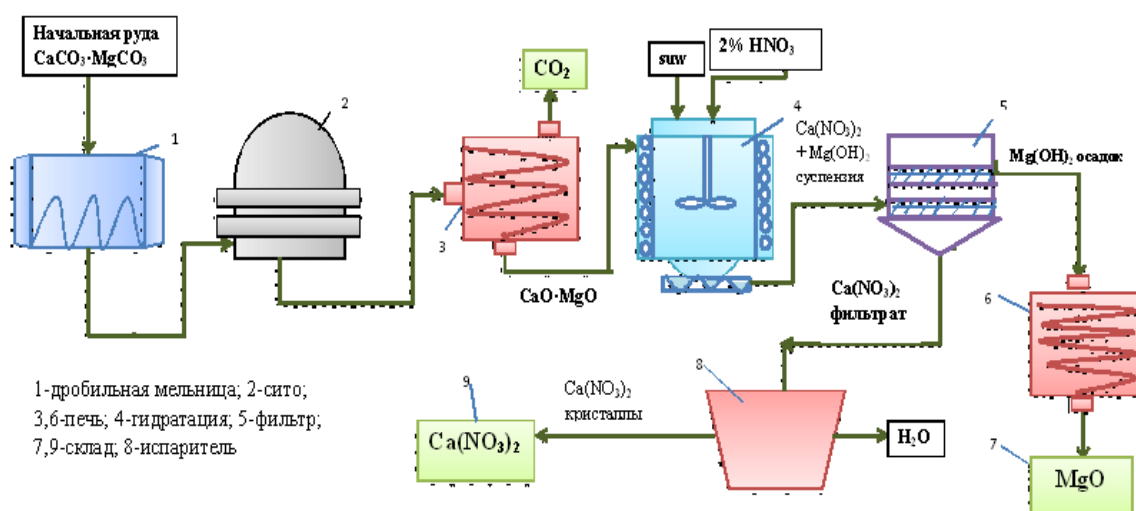 Начальная руда
CaCO₃·MgCO₃
1
2
CO₂
3
CaO·MgO
suw
2% HNO₃
4
Ca(NO₃)₂
+Mg(OH)₂
суспензия
5
Mg(OH)₂ осадок
Ca(NO₃)₂
фильтрат
6
1-дробильная мельница; 2-сито;
3,6-печь; 4-гидратация; 5-фильтр;
7,9-склад; 8-испаритель
9
Ca(NO₃)₂
Ca(NO₃)₂
кристаллы
8
H₂O
7
MgO